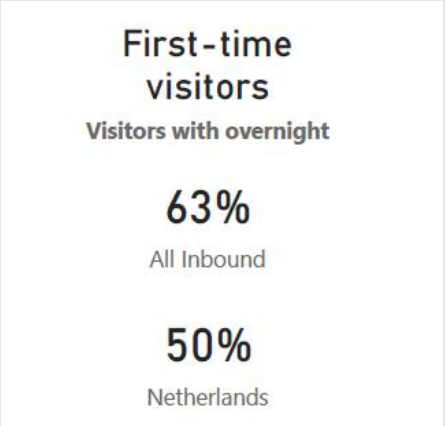 First-time
visitors
Visitors with overnight
63%
All Inbound
50%
Netherlands